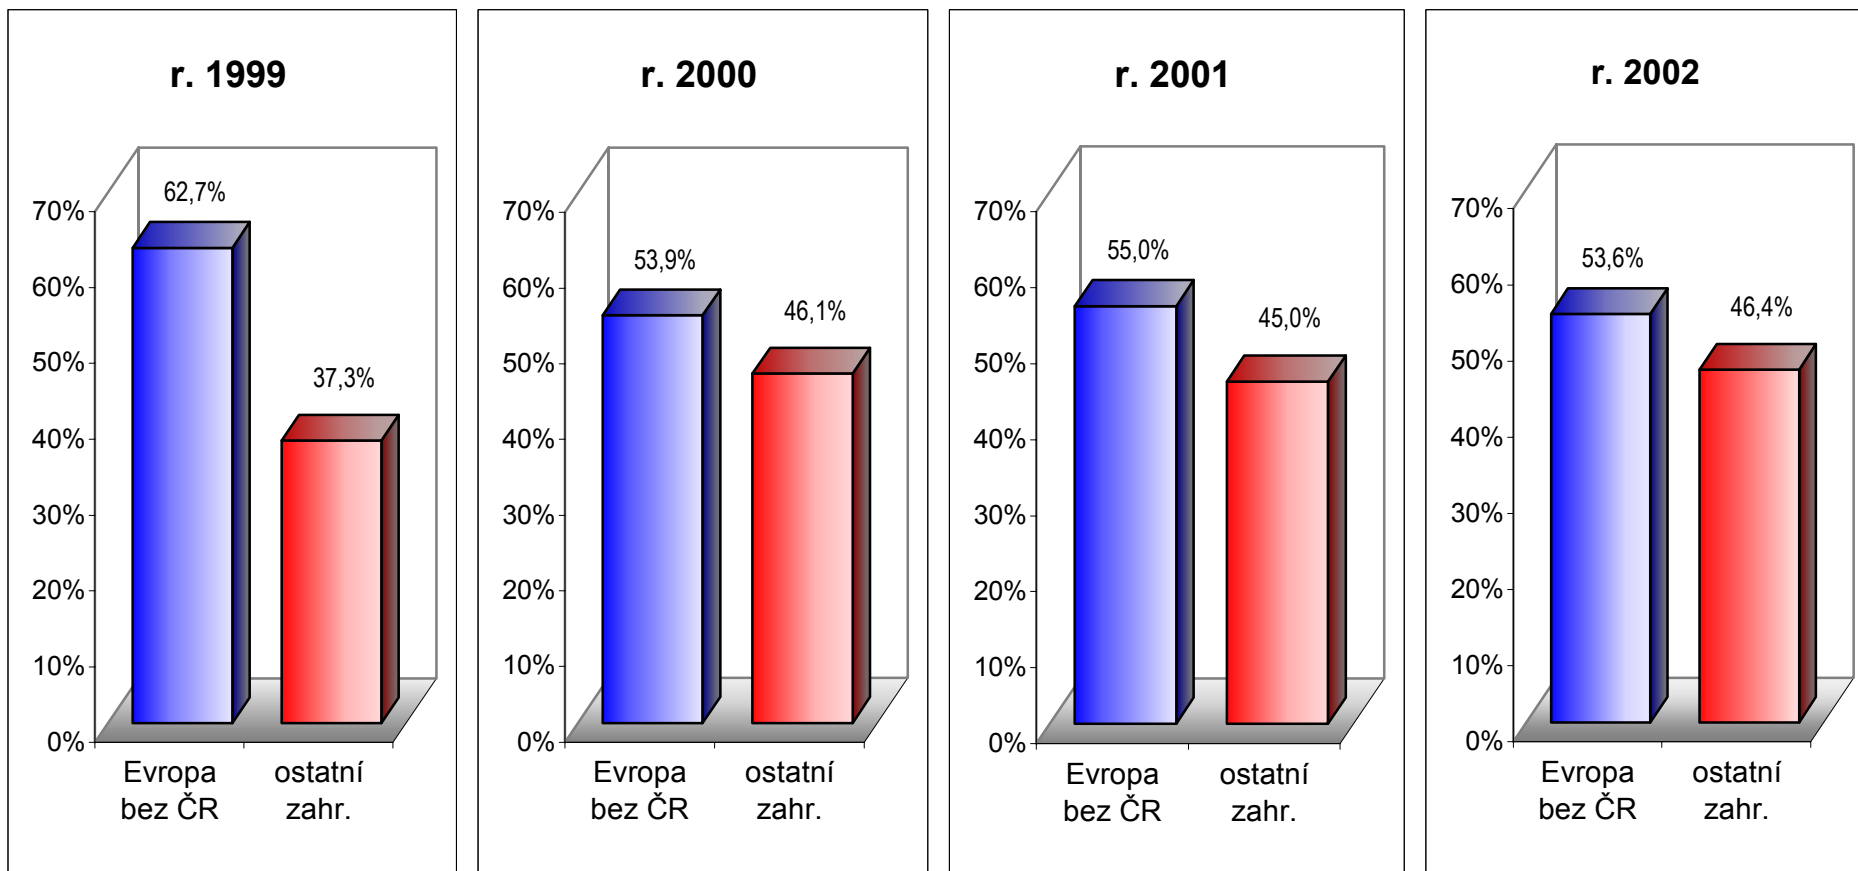 r. 1999
62,7%
37,3%
70%
60%
50%
40%
30%
20%
10%
0%
Evropa
bez ČR
ostatní
zahr.
r. 2000
53,9%
46,1%
70%
60%
50%
40%
30%
20%
10%
0%
Evropa
bez ČR
ostatní
zahr.
r. 2001
55,0%
45,0%
70%
60%
50%
40%
30%
20%
10%
0%
Evropa
bez ČR
ostatní
zahr.
r. 2002
53,6%
46,4%
70%
60%
50%
40%
30%
20%
10%
0%
Evropa
bez ČR
ostatní
zahr.